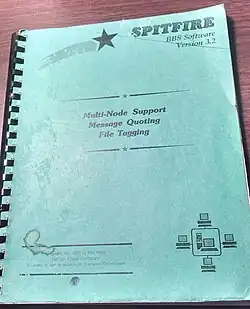 SPITFIRE
BBS Software
Version 3.2
Multi-Node Support
Message Quoting
File Tagging